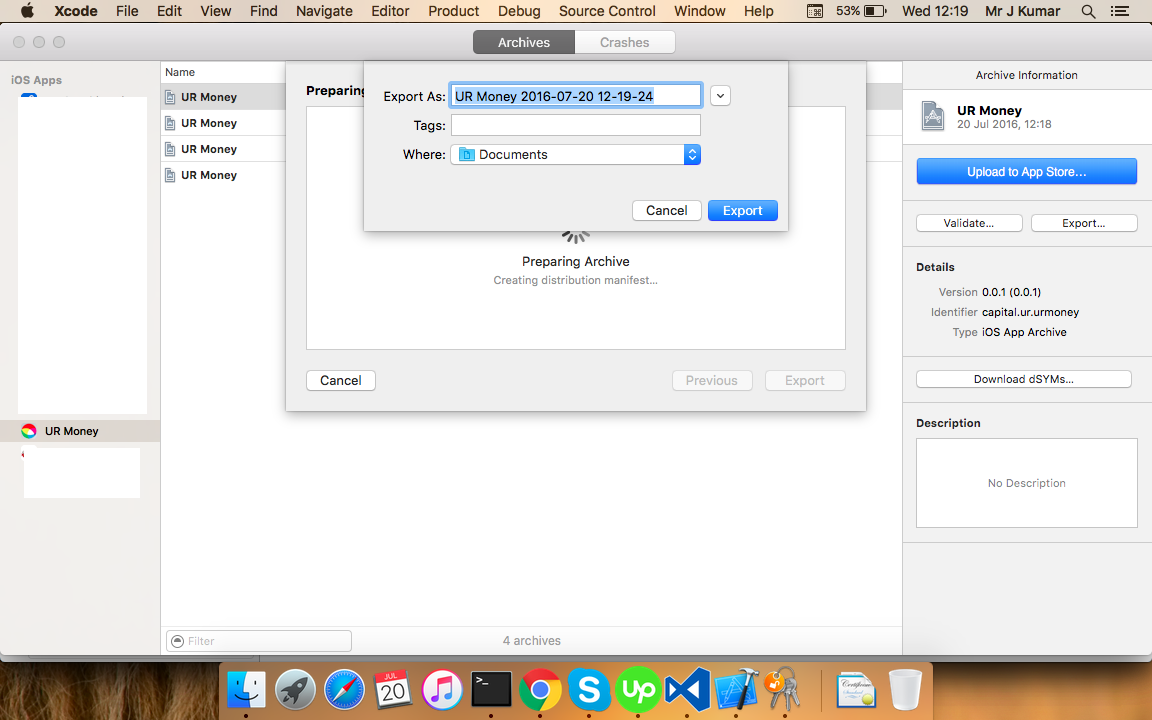 Xcode File Edit View Find Navigate Editor Product Debug Source Control Window Help 53% Wed 12:19 Mr J Kumar
Archives Crashes
iOS Apps
UR Money
Name
UR Money
UR Money
UR Money
UR Money
Preparing
Export As: UR Money 2016-07-20 12-19-24
Tags:
Where: Documents
Cancel Export
Preparing Archive
Creating distribution manifest...
Cancel Previous Export
Filter
4 archives
Archive Information
UR Money
20 Jul 2016, 12:18
Upload to App Store...
Validate... Export...
Details
Version 0.0.1 (0.0.1)
Identifier capital.ur.urmoney
Type iOS App Archive
Download dSYMs...
Description
No Description
JUL
20
>_
S
Up
Certificate